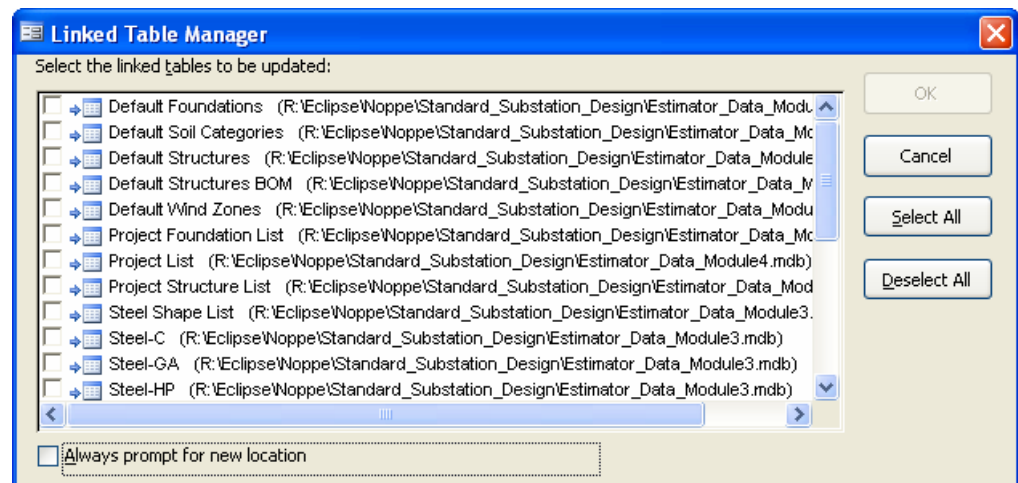 Linked Table Manager
Select the linked tables to be updated:
Default Foundations (R:\Eclipse\Noppe\Standard_Substation_Design\Estimator_Data_Modu
Default Soil Categories (R:\Eclipse\Noppe\Standard_Substation_Design\Estimator_Data_Mo
Default Structures (R:\Eclipse\Noppe\Standard_Substation_Design\Estimator_Data_Module
Default Structures BOM (R:\Eclipse\Noppe\Standard_Substation_Design\Estimator_Data_M
Default Wind Zones (R:\Eclipse\Noppe\Standard_Substation_Design\Estimator_Data_Modu
Project Foundation List (R:\Eclipse\Noppe\Standard_Substation_Design\Estimator_Data_Mo
Project List (R:\Eclipse\Noppe\Standard_Substation_Design\Estimator_Data_Module4.mdb)
Project Structure List (R:\Eclipse\Noppe\Standard_Substation_Design\Estimator_Data_Mod
Steel Shape List (R:\Eclipse\Noppe\Standard_Substation_Design\Estimator_Data_Module3.
Steel-C (R:\Eclipse\Noppe\Standard_Substation_Design\Estimator_Data_Module3.mdb)
Steel-GA (R:\Eclipse\Noppe\Standard_Substation_Design\Estimator_Data_Module3.mdb)
Steel-HP (R:\Eclipse\Noppe\Standard_Substation_Design\Estimator_Data_Module3.mdb)
Always prompt for new location
OK
Cancel
Select All
Deselect All